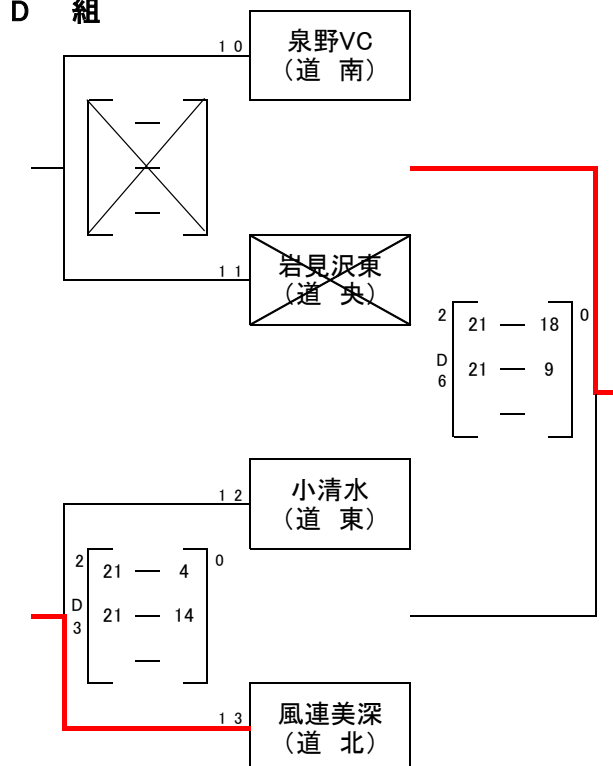 D 組
10
泉野VC
(道 南)
―
―
―
11
岩見沢東
(道 央)
2 21 ― 18 0
D
6
21 ― 9
―
12
小清水
(道 東)
2 21 ― 4 0
D
3
21 ― 14
―
13
風連美深
(道 北)